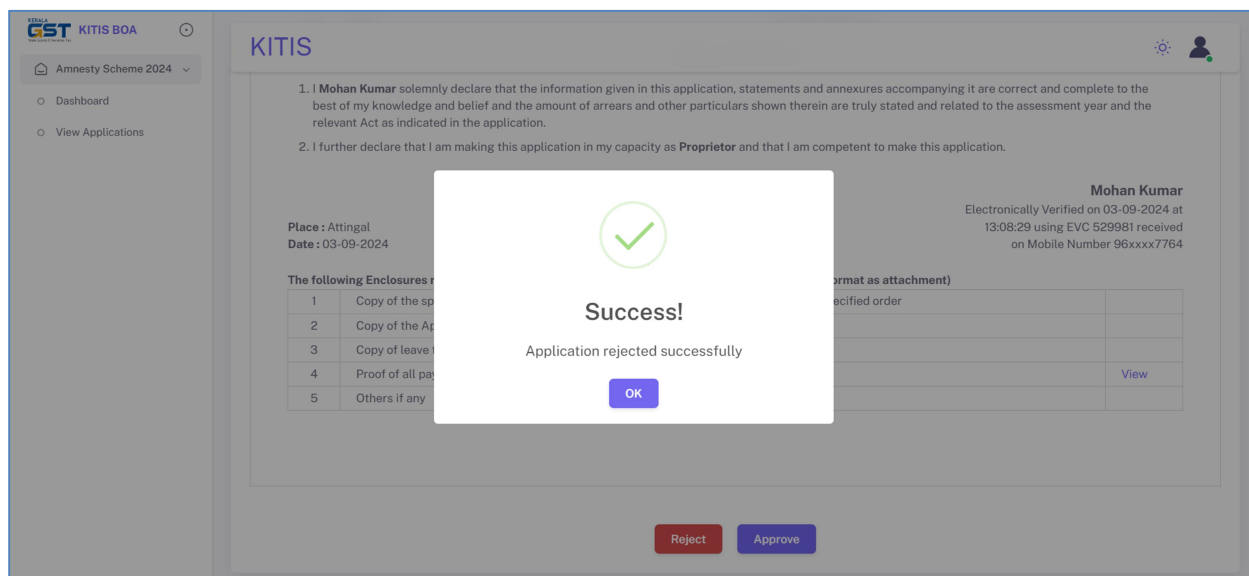 KERALA
GST
KITIS BOA
Amnesty Scheme 2024
Dashboard
View Applications
KITIS
1. I Mohan Kumar solemnly declare that the information given in this application, statements and annexures accompanying it are correct and complete to the
best of my knowledge and belief and the amount of arrears and other particulars shown therein are truly stated and related to the assessment year and the
relevant Act as indicated in the application.
2. I further declare that I am making this application in my capacity as Proprietor and that I am competent to make this application.
Mohan Kumar
Electronically Verified on 03-09-2024 at
13:08:29 using EVC 529981 received
on Mobile Number 96xxxx7764
Place : Attingal
Date : 03-09-2024
The following Enclosures
ormat as attachment)
1 Copy of the sp
ecified order
2 Copy of the Ap
3 Copy of leave
4 Proof of all pay
View
5 Others if any
Success!
Application rejected successfully
OK
Reject
Approve